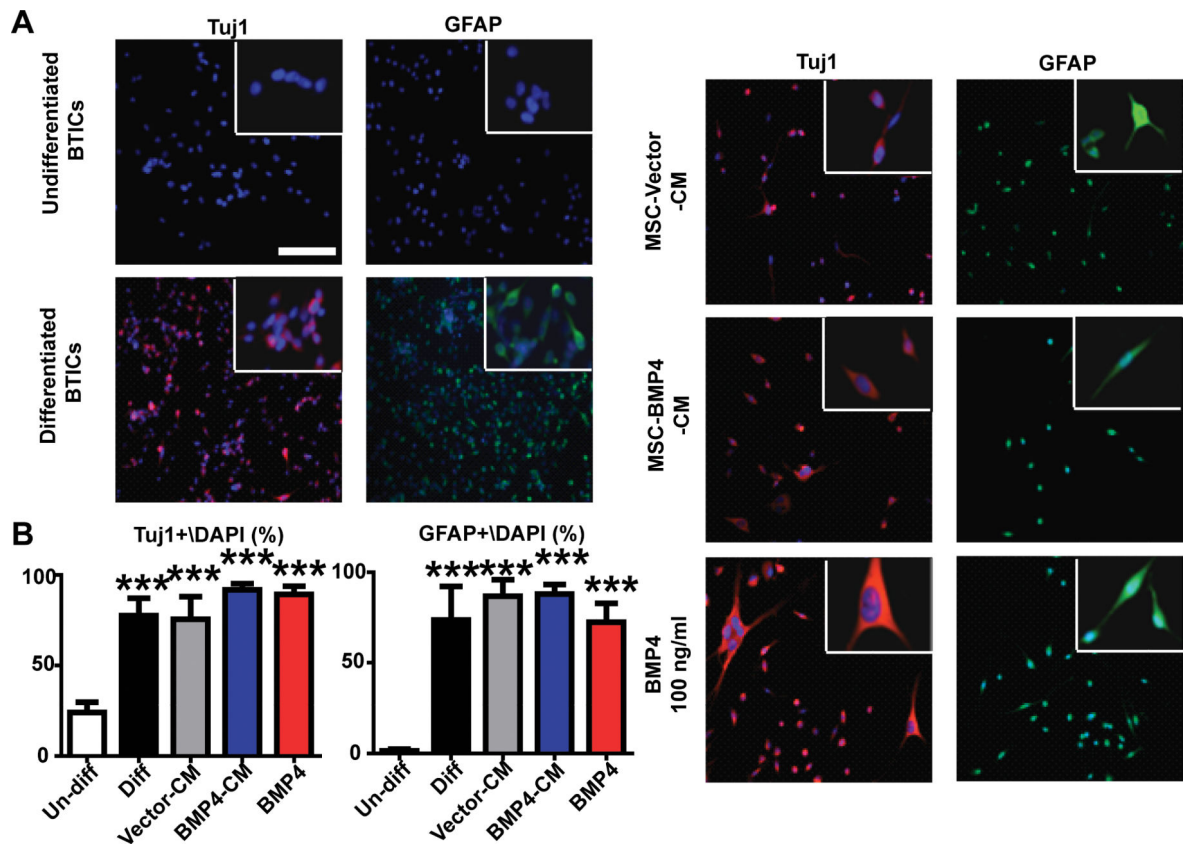 A
Tuj1
GFAP
Undifferentiated
BTICs
Differentiated
BTICs
Tuj1
GFAP
MSC-Vector
-CM
MSC-BMP4
-CM
BMP4
100 ng/ml
B
Tuj1+\DAPI (%)
100
50
0
***
***
***
***
Un-diff
Diff
Vector-CM
BMP4-CM
BMP4
GFAP+\DAPI (%)
100
50
0
***
***
***
***
Un-diff
Diff
Vector-CM
BMP4-CM
BMP4